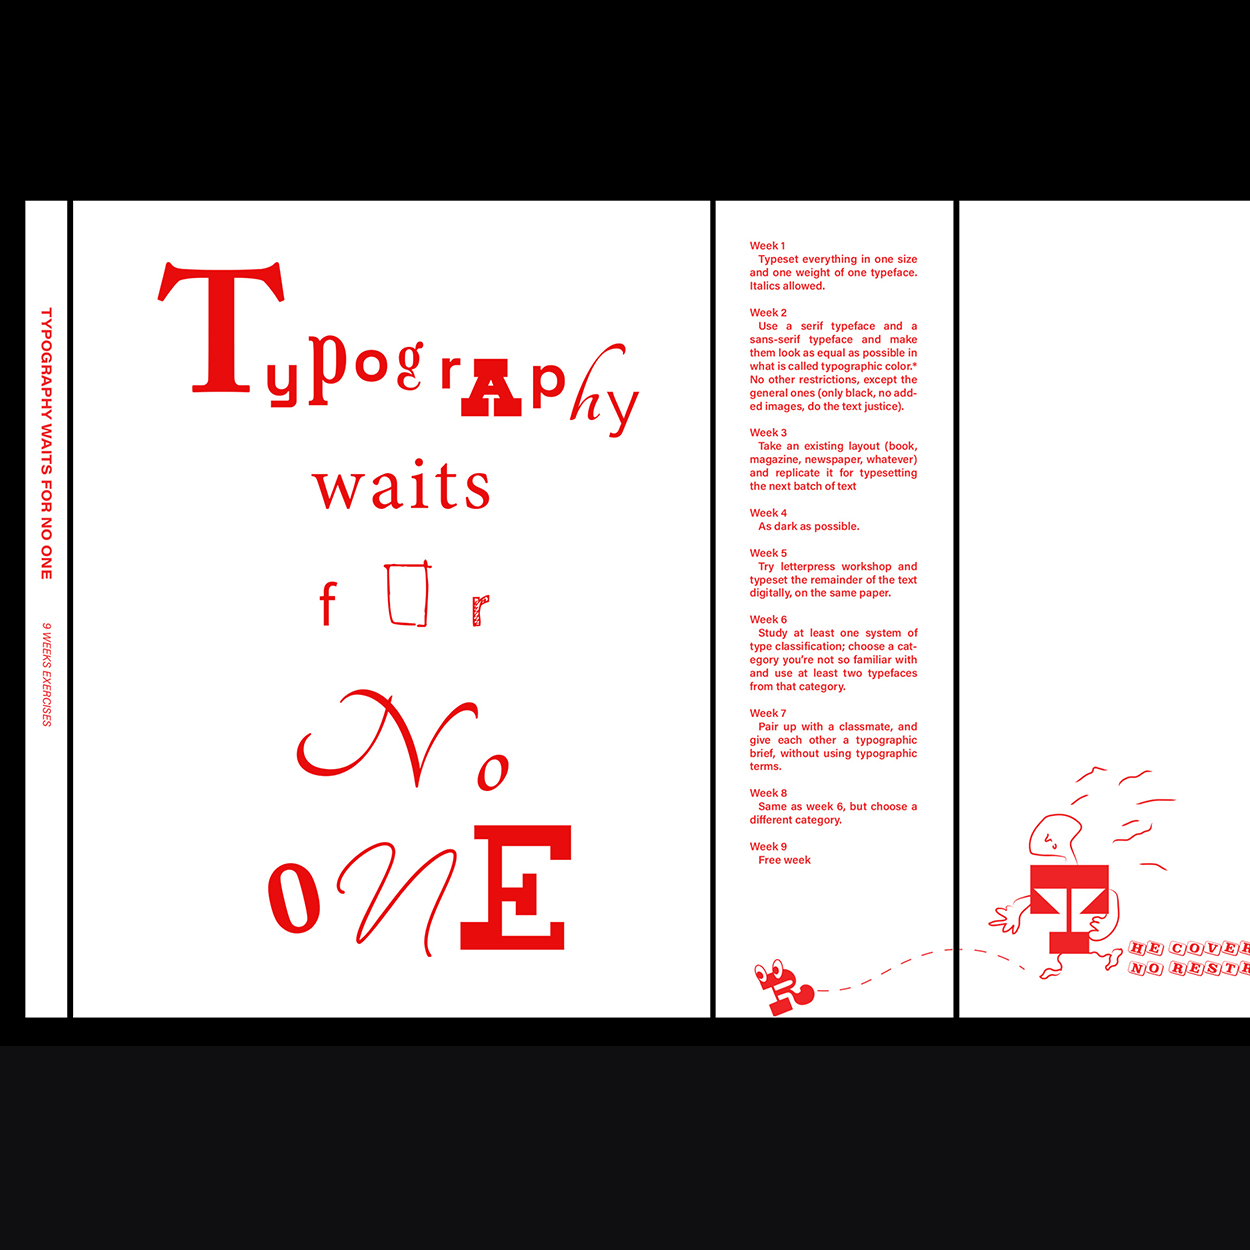 TYPOGRAPHY WAITS FOR NO ONE
9 WEEKS EXERCISES
TypogrAphy
waits
f r
No
oNE
Week 1
Typeset everything in one size
and one weight of one typeface.
Italics allowed.
Week 2
Use a serif typeface and a
sans-serif typeface and make
them look as equal as possible in
what is called typographic color.*
No other restrictions, except the
general ones (only black, no add-
ed images, do the text justice).
Week 3
Take an existing layout (book,
magazine, newspaper, whatever)
and replicate it for typesetting
the next batch of text
Week 4
As dark as possible.
Week 5
Try letterpress workshop and
typeset the remainder of the text
digitally, on the same paper.
Week 6
Study at least one system of
type classification; choose a cat-
egory you're not so familiar with
and use at least two typefaces
from that category.
Week 7
Pair up with a classmate, and
give each other a typographic
brief, without using typographic
terms.
Week 8
Same as week 6, but choose a
different category.
Week 9
Free week
R
THE COVER
NO RESTR